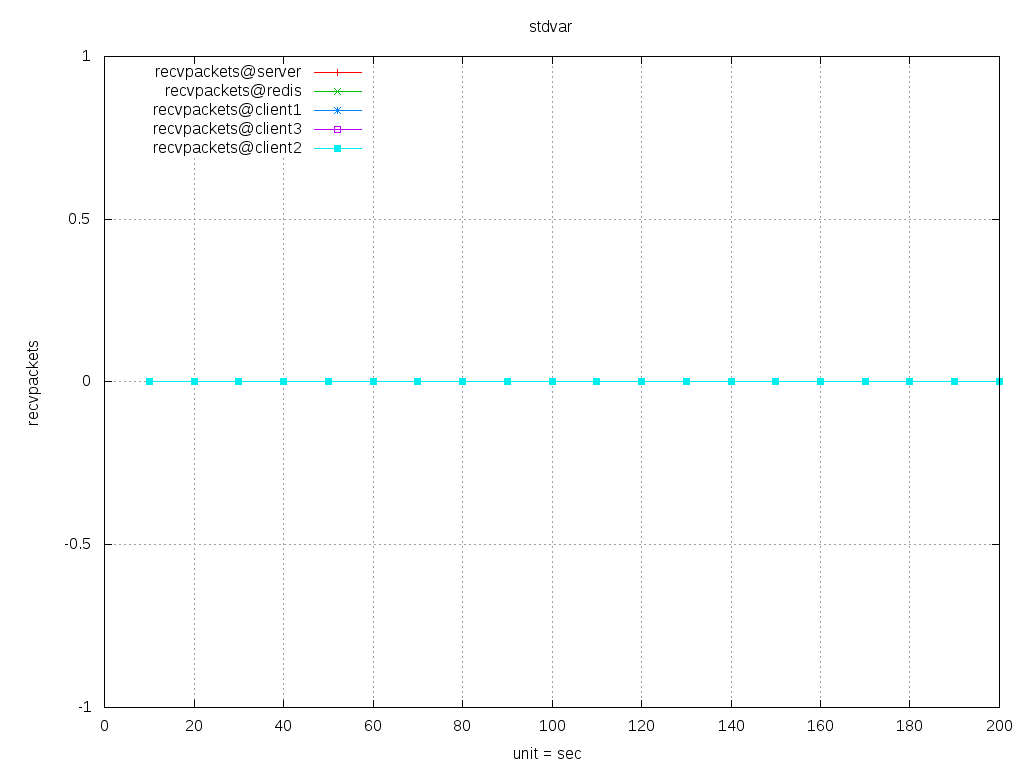 stdvar
recvpackets@server
recvpackets@redis
recvpackets@client1
recvpackets@client3
recvpackets@client2
1
0.5
0
-0.5
-1
recvpackets
0 20 40 60 80 100 120 140 160 180 200
unit = sec